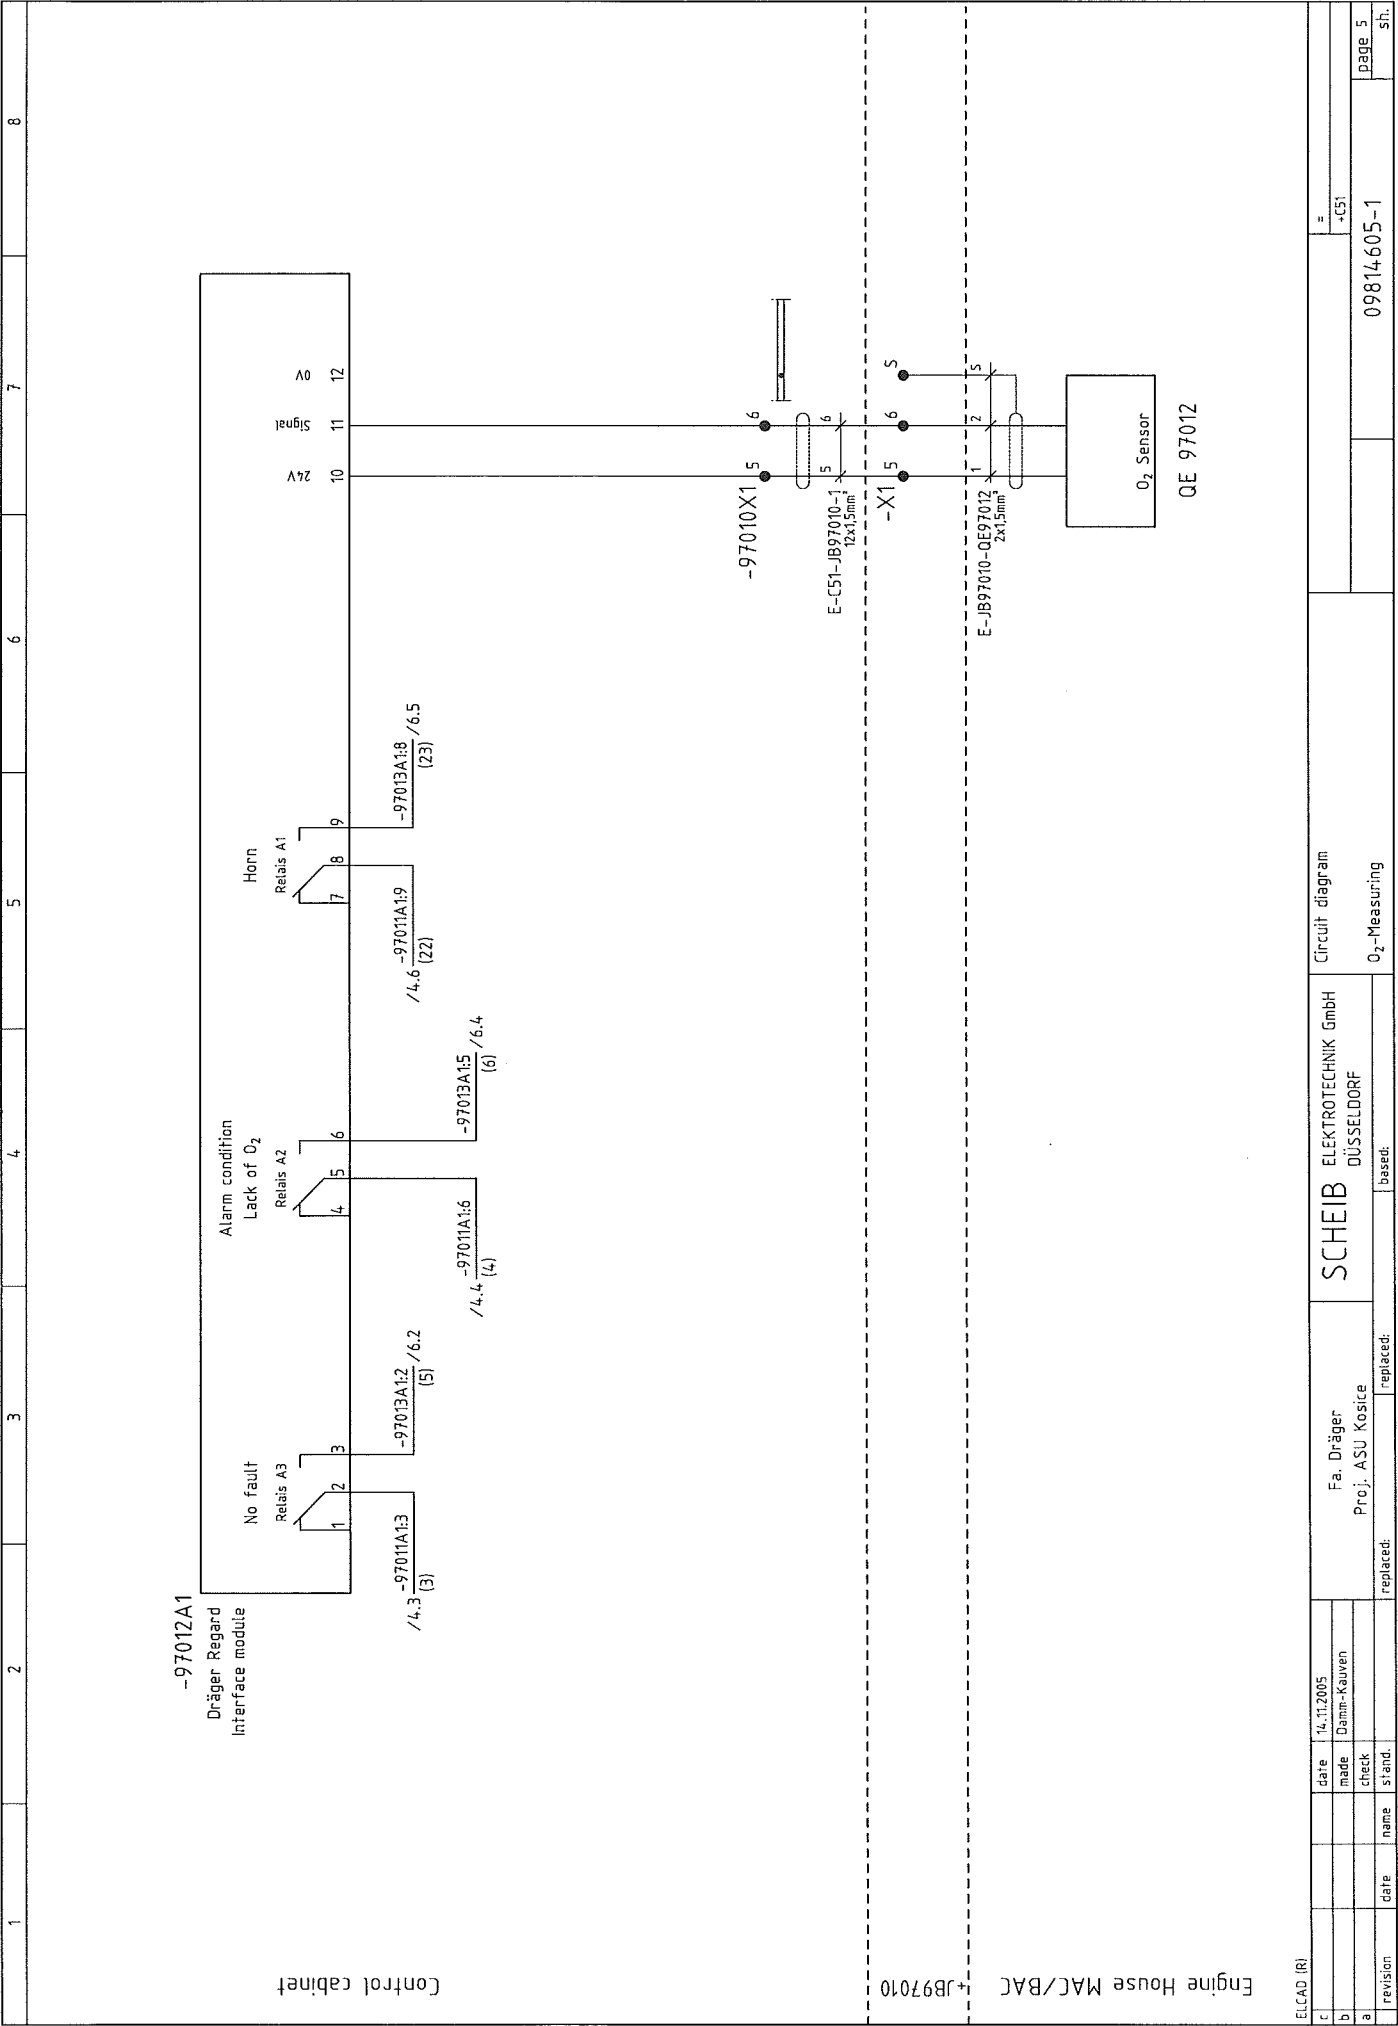 1
2
3
4
5
6
7
8
-97012A1
Dräger Regard
Interface module
No fault
Relais A3
1
2
3
/4.3
-97011A1:3
(3)
-97013A1:2
/6.2
(5)
Alarm condition
Lack of O₂
Relais A2
4
5
6
/4.4
-97011A1:6
(4)
-97013A1:5
/6.4
(6)
Horn
Relais A1
7
8
9
/4.6
-97011A1:9
(22)
-97013A1:8
/6.5
(23)
24V
Signal
0V
10
11
12
Control cabinet
-97010X1
5
6
E-C51-JB97010-1
12x1,5mm²
5
6
+JB97010
-X1
5
6
S
E-JB97010-QE97012
2x1,5mm²
1
2
S
Engine House MAC/BAC
O₂ Sensor
QE 97012
ELCAD (R)
c
b
a
revision
date
name
date
14.11.2005
made
Damm-Kauven
check
stand.
Fa. Dräger
Proj. ASU Kosice
replaced:
replaced:
SCHEIB ELEKTROTECHNIK GmbH
DÜSSELDORF
based:
Circuit diagram
O₂-Measuring
=
+C51
09814605-1
page 5
sh.